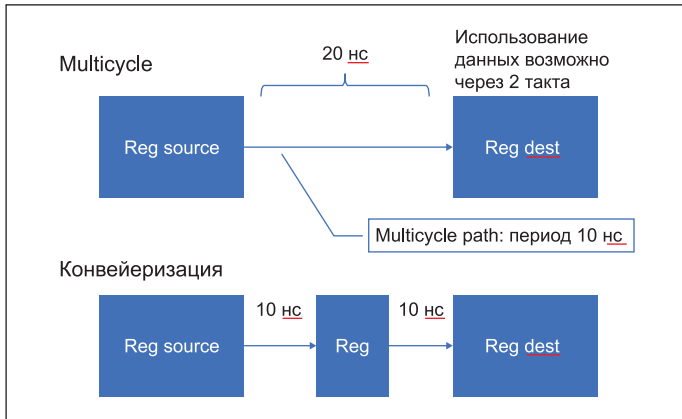 Multicycle
20 нс
Использование
данных возможно
через 2 такта
Reg source
Reg dest
Multicycle path: период 10 нс
Конвейеризация
10 нс
10 нс
Reg source
Reg
Reg dest